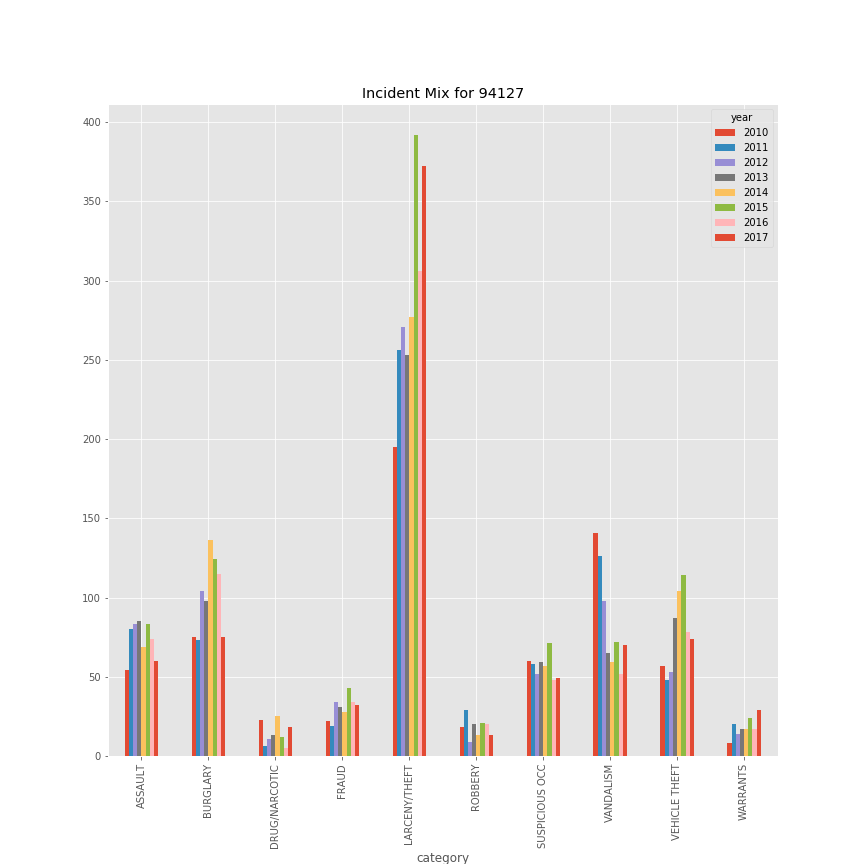 Incident Mix for 94127
year
2010
2011
2012
2013
2014
2015
2016
2017
400
350
300
250
200
150
100
50
0
ASSAULT
BURGLARY
DRUG/NARCOTIC
FRAUD
LARCENY/THEFT
ROBBERY
SUSPICIOUS OCC
VANDALISM
VEHICLE THEFT
WARRANTS
category